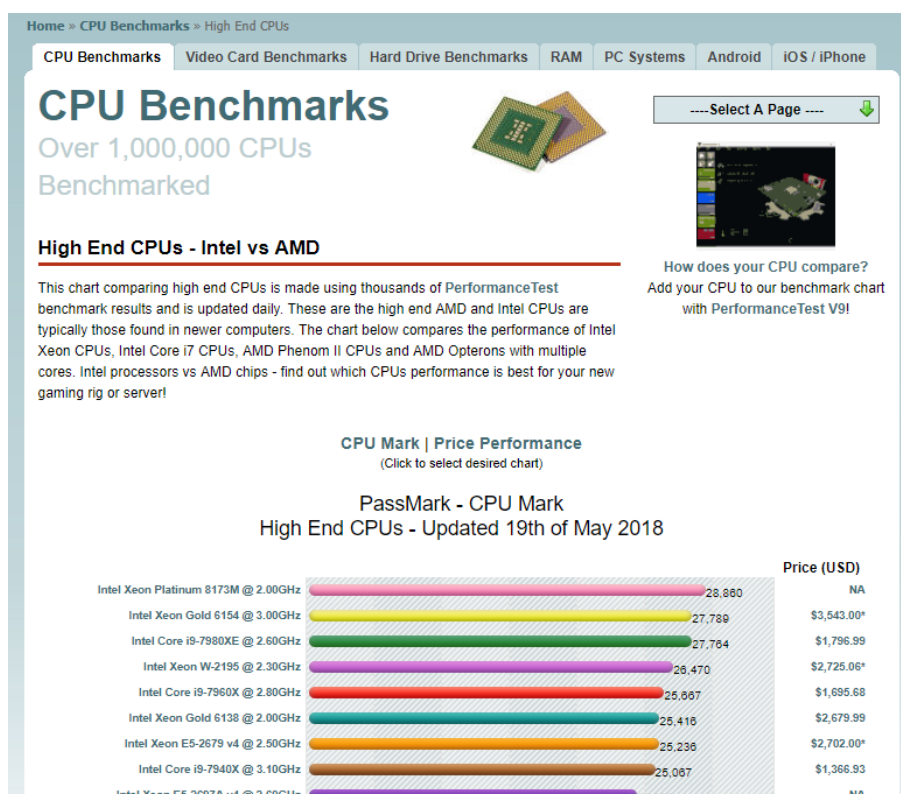 Home » CPU Benchmarks » High End CPUs
CPU Benchmarks Video Card Benchmarks Hard Drive Benchmarks RAM PC Systems Android iOS / iPhone
CPU Benchmarks
Over 1,000,000 CPUs
Benchmarked
----Select A Page ----
High End CPUs - Intel vs AMD
This chart comparing high end CPUs is made using thousands of PerformanceTest
benchmark results and is updated daily. These are the high end AMD and Intel CPUs are
typically those found in newer computers. The chart below compares the performance of Intel
Xeon CPUs, Intel Core i7 CPUs, AMD Phenom II CPUs and AMD Opterons with multiple
cores. Intel processors vs AMD chips - find out which CPUs performance is best for your new
gaming rig or server!
How does your CPU compare?
Add your CPU to our benchmark chart
with PerformanceTest V9!
CPU Mark | Price Performance
(Click to select desired chart)
PassMark - CPU Mark
High End CPUs - Updated 19th of May 2018
Price (USD)
Intel Xeon Platinum 8173M @ 2.00GHz 28,860 NA
Intel Xeon Gold 6154 @ 3.00GHz 27,789 $3,543.00*
Intel Core i9-7980XE @ 2.60GHz 27,764 $1,796.99
Intel Xeon W-2195 @ 2.30GHz 26,470 $2,725.06*
Intel Core i9-7960X @ 2.80GHz 25,667 $1,695.68
Intel Xeon Gold 6138 @ 2.00GHz 25,416 $2,679.99
Intel Xeon E5-2679 v4 @ 2.50GHz 25,236 $2,702.00*
Intel Core i9-7940X @ 3.10GHz 25,067 $1,366.93
Intel Xeon E5-2697A v4 @ 2.60GHz NA